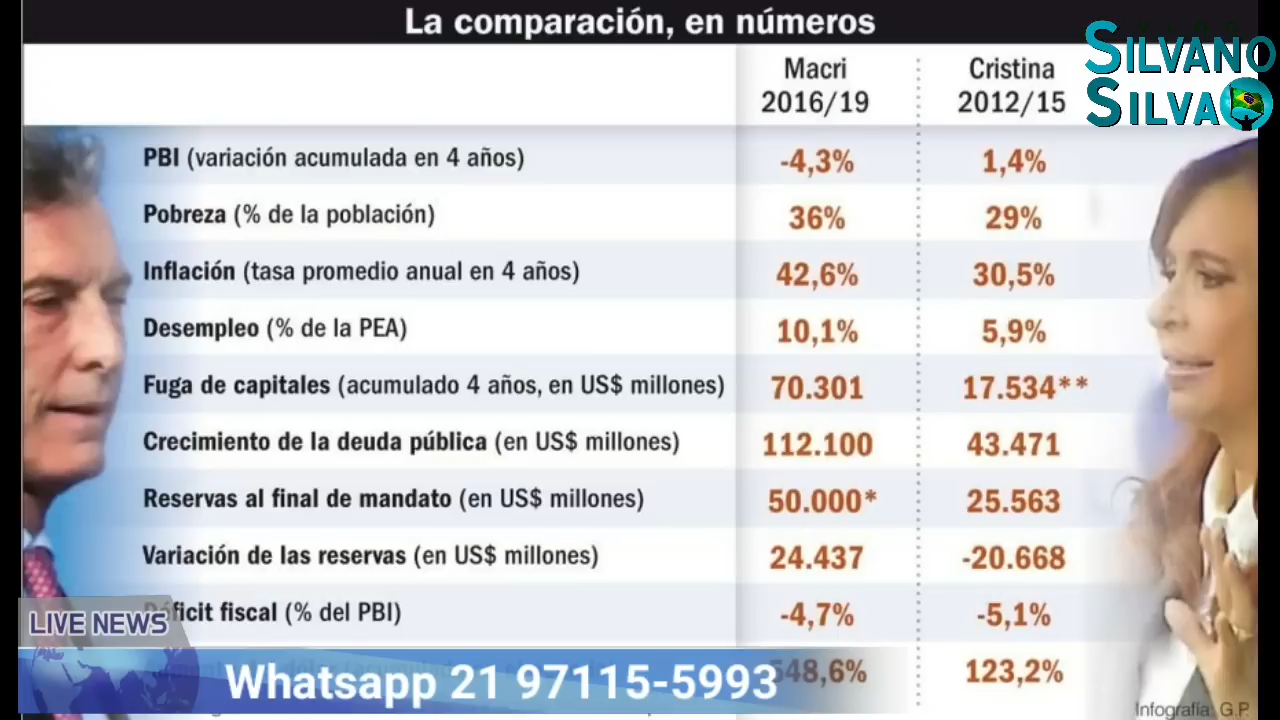 La comparación, en números
SILVANO
SILVA
Macri
2016/19
Cristina
2012/15
PBI (variación acumulada en 4 años) -4,3% 1,4%
Pobreza (% de la población) 36% 29%
Inflación (tasa promedio anual en 4 años) 42,6% 30,5%
Desempleo (% de la PEA) 10,1% 5,9%
Fuga de capitales (acumulado 4 años, en US$ millones) 70.301 17.534**
Crecimiento de la deuda pública (en US$ millones) 112.100 43.471
Reservas al final de mandato (en US$ millones) 50.000* 25.563
Variación de las reservas (en US$ millones) 24.437 -20.668
Déficit fiscal (% del PBI) -4,7% -5,1%
LIVE NEWS
548,6% 123,2%
Whatsapp 21 97115-5993
Infografía: G.P.